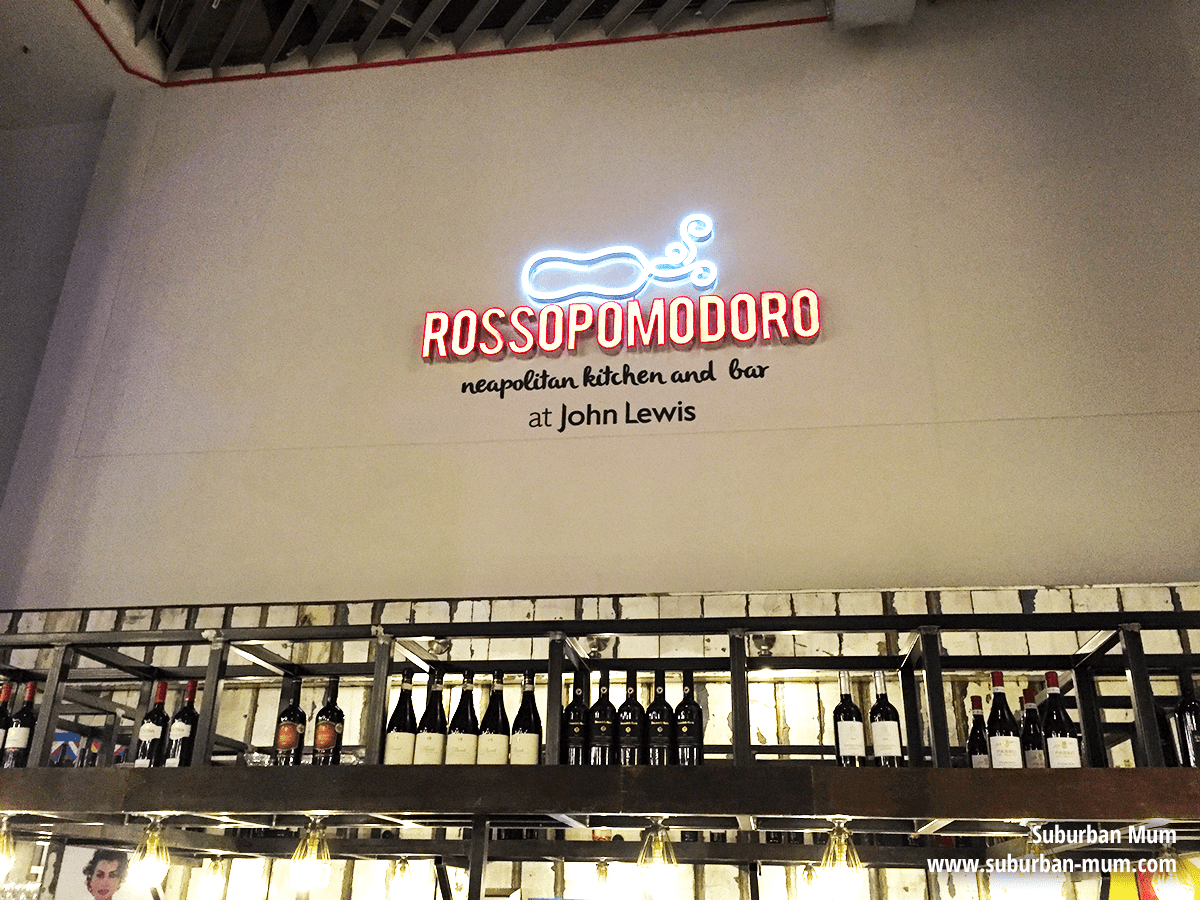 ROSSOPOMODORO
neapolitan kitchen and bar
at John Lewis
Suburban Mum
www.suburban-mum.com